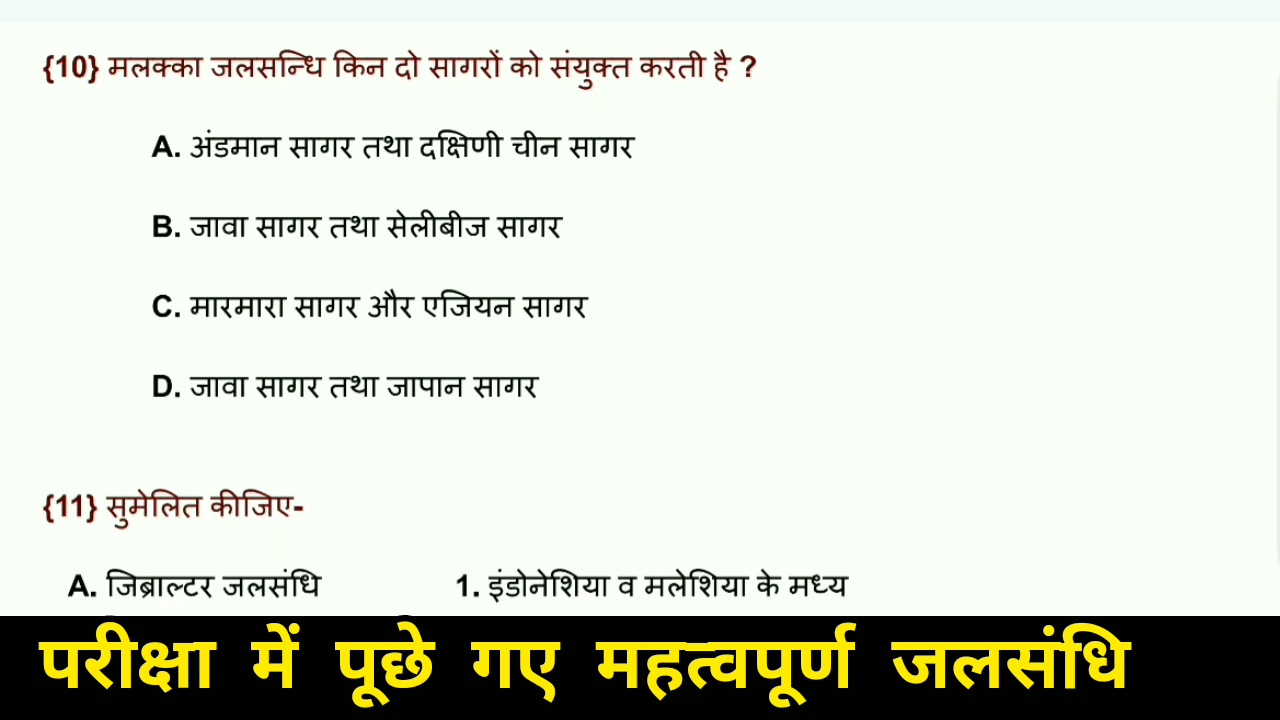 {10} मलक्का जलसन्धि किन दो सागरों को संयुक्त करती है ?
A. अंडमान सागर तथा दक्षिणी चीन सागर
B. जावा सागर तथा सेलीबीज सागर
C. मारमारा सागर और एजियन सागर
D. जावा सागर तथा जापान सागर
{11} सुमेलित कीजिए-
A. जिब्राल्टर जलसंधि 1. इंडोनेशिया व मलेशिया के मध्य
परीक्षा में पूछे गए महत्वपूर्ण जलसंधि